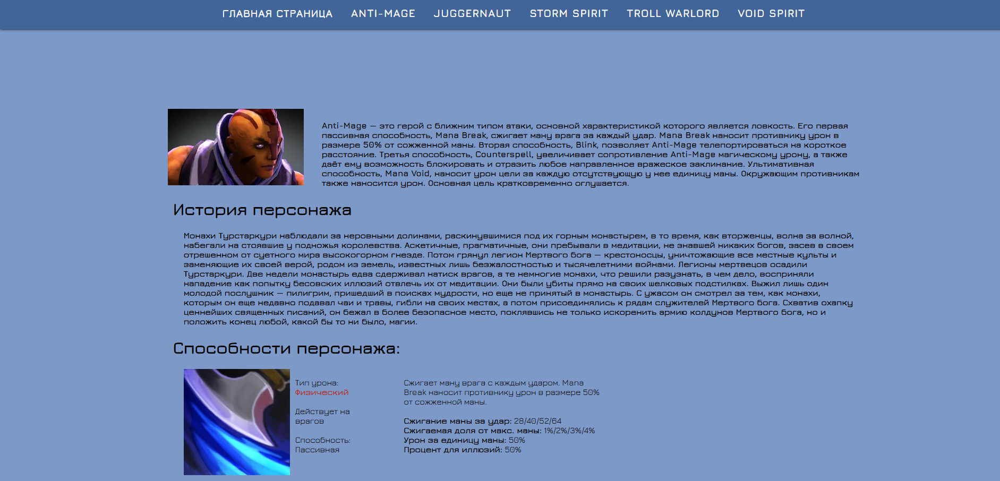 ГЛАВНАЯ СТРАНИЦА ANTI-MAGE JUGGERNAUT STORM SPIRIT TROLL WARLORD VOID SPIRIT
Anti-Mage — это герой с ближним типом атаки, основной характеристикой которого является ловкость. Его первая
пассивная способность, Mana Break, сжигает ману врага за каждый удар. Mana Break наносит противнику урон в
размере 50% от сожженной маны. Вторая способность, Blink, позволяет Anti-Mage телепортироваться на короткое
расстояние. Третья способность, Counterspell, увеличивает сопротивление Anti-Mage магическому урону, а также
даёт ему возможность блокировать и отразить любое направленное вражеское заклинание. Ультимативная
способность, Mana Void, наносит урон цели за каждую отсутствующую у нее единицу маны. Окружающим противникам
также наносится урон. Основная цель кратковременно оглушается.
История персонажа
Монахи Турстаркури наблюдали за неровными долинами, раскинувшимися под их горным монастырем, в то время, как вторженцы, волна за волной,
набегали на стоявшие у подножья королевства. Аскетичные, прагматичные, они пребывали в медитации, не знавшей никаких богов, засев в своем
отрешенном от суетного мира высокогорном гнезде. Потом грянул легион Мертвого бога — крестоносцы, уничтожающие все местные культы и
заменяющие их своей верой, родом из земель, известных лишь безжалостностью и тысячелетними войнами. Легионы мертвецов осадили
Турстаркури. Две недели монастырь едва сдерживал натиск врагов, а те немногие монахи, что решили разузнать, в чем дело, восприняли
нападение как попытку бесовских иллюзий отвлечь их от медитации. Они были убиты прямо на своих шелковых подстилках. Выжил лишь один
молодой послушник — пилигрим, пришедший в поисках мудрости, но еще не принятый в монастырь. С ужасом он смотрел за тем, как монахи,
которым он еще недавно подавал чаи и травы, гибли на своих местах, а потом присоединялись к рядам служителей Мертвого бога. Схватив охапку
ценнейших священных писаний, он бежал в более безопасное место, поклявшись не только искоренить армию колдунов Мертвого бога, но и
положить конец любой, какой бы то ни было, магии.
Способности персонажа:
Тип урона:
Физический
Действует на
врагов
Способность:
Пассивная
Сжигает ману врага с каждым ударом. Mana
Break наносит противнику урон в размере 50%
от сожженной маны.
Сжигание маны за удар: 28/40/52/64
Сжигаемая доля от макс. маны: 1%/2%/3%/4%
Урон за единицу маны: 50%
Процент для иллюзий: 50%